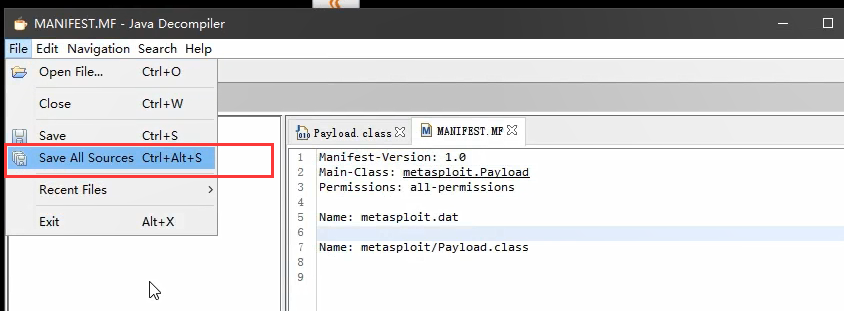 MANIFEST.MF - Java Decompiler
File Edit Navigation Search Help
Open File... Ctrl+O
Close Ctrl+W
Save Ctrl+S
Save All Sources Ctrl+Alt+S
Recent Files
Exit Alt+X
Payload.class MANIFEST.MF
1 Manifest-Version: 1.0
2 Main-Class: metasploit.Payload
3 Permissions: all-permissions
4
5 Name: metasploit.dat
6
7 Name: metasploit/Payload.class
8
9